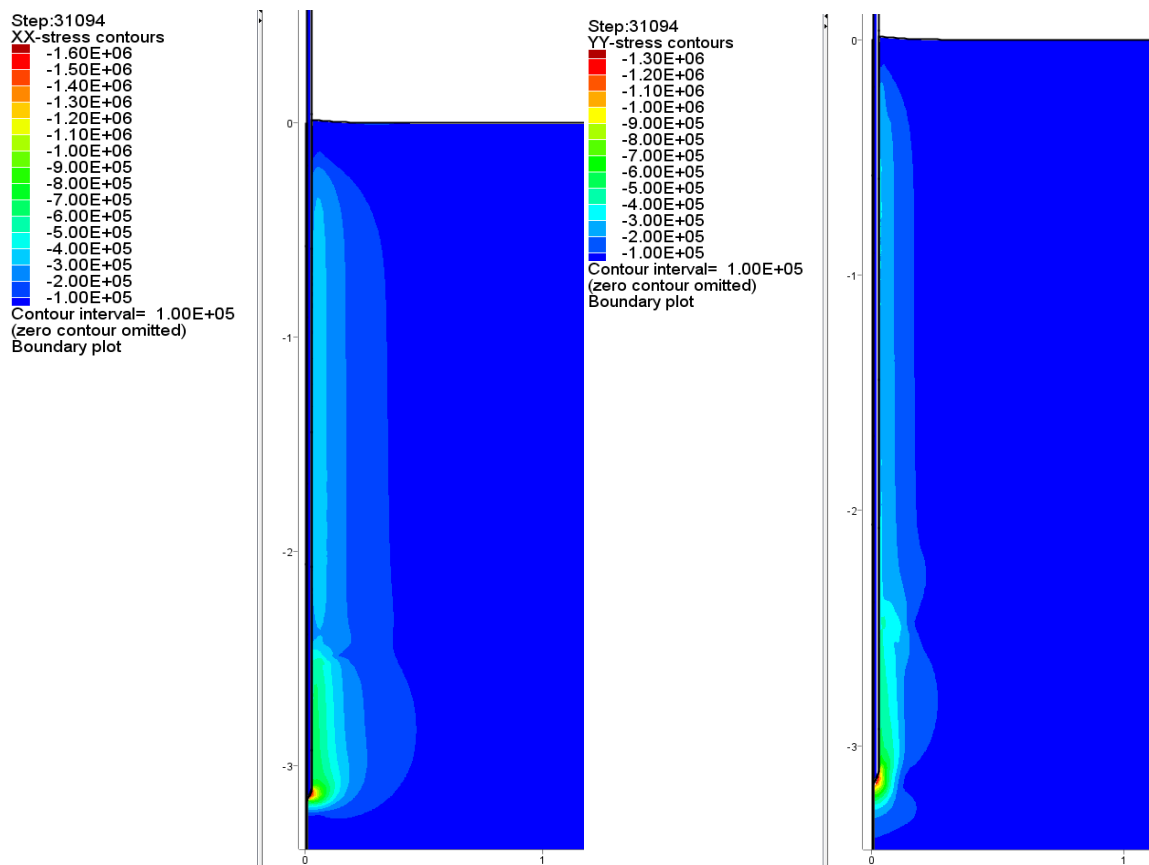 Step:31094
XX-stress contours
-1.60E+06
-1.50E+06
-1.40E+06
-1.30E+06
-1.20E+06
-1.10E+06
-1.00E+06
-9.00E+05
-8.00E+05
-7.00E+05
-6.00E+05
-5.00E+05
-4.00E+05
-3.00E+05
-2.00E+05
-1.00E+05
Contour interval= 1.00E+05
(zero contour omitted)
Boundary plot
0
-1
-2
-3
0
1
Step:31094
YY-stress contours
-1.30E+06
-1.20E+06
-1.10E+06
-1.00E+06
-9.00E+05
-8.00E+05
-7.00E+05
-6.00E+05
-5.00E+05
-4.00E+05
-3.00E+05
-2.00E+05
-1.00E+05
Contour interval= 1.00E+05
(zero contour omitted)
Boundary plot
0
-1
-2
-3
0
1